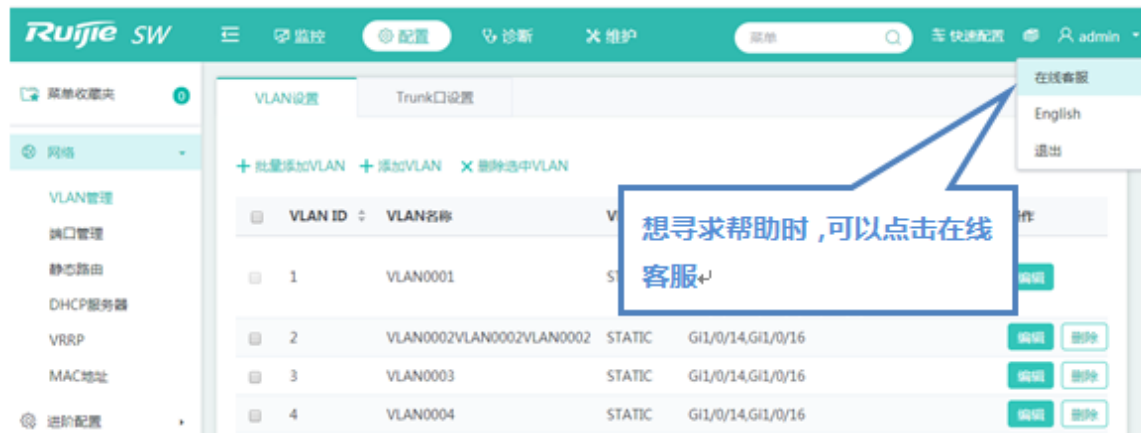 Ruijie SW
监控
配置
诊断
维护
菜单
快速配置
admin
在线客服
English
退出
菜单收藏夹 0
网络
VLAN管理
端口管理
静态路由
DHCP服务器
VRRP
MAC地址
进阶配置
VLAN设置 Trunk口设置
批量添加VLAN 添加VLAN 删除选中VLAN
VLAN ID VLAN名称
作
1 VLAN0001 编辑
2 VLAN0002VLAN0002VLAN0002 STATIC Gi1/0/14,Gi1/0/16 编辑 删除
3 VLAN0003 STATIC Gi1/0/14,Gi1/0/16 编辑 删除
4 VLAN0004 STATIC Gi1/0/14,Gi1/0/16 编辑 删除
想寻求帮助时,可以点击在线
客服↵